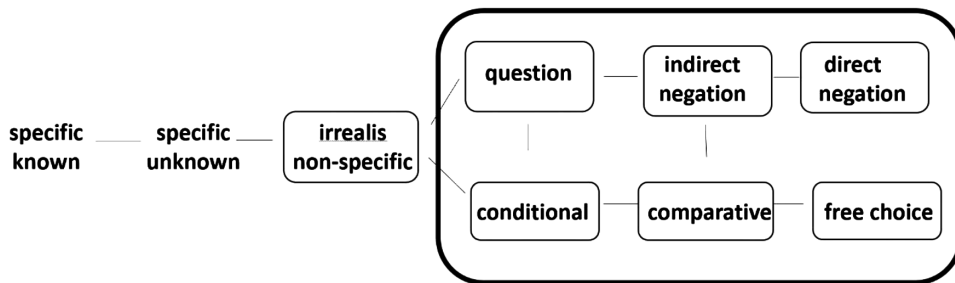 question
indirect
negation
direct
negation
specific
known
specific
unknown
irrealis
non-specific
conditional
comparative
free choice